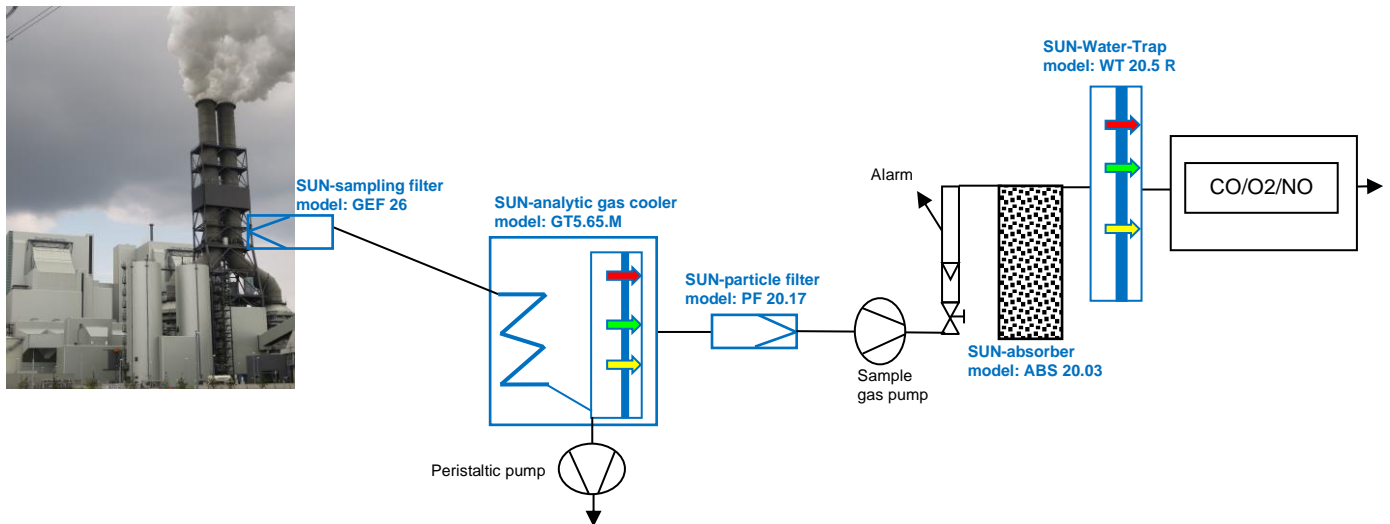 SUN-Water-Trap
model: WT 20.5 R
CO/O2/NO
Alarm
SUN-sampling filter
model: GEF 26
SUN-analytic gas cooler
model: GT5.65.M
SUN-particle filter
model: PF 20.17
SUN-absorber
model: ABS 20.03
Sample
gas pump
Peristaltic pump